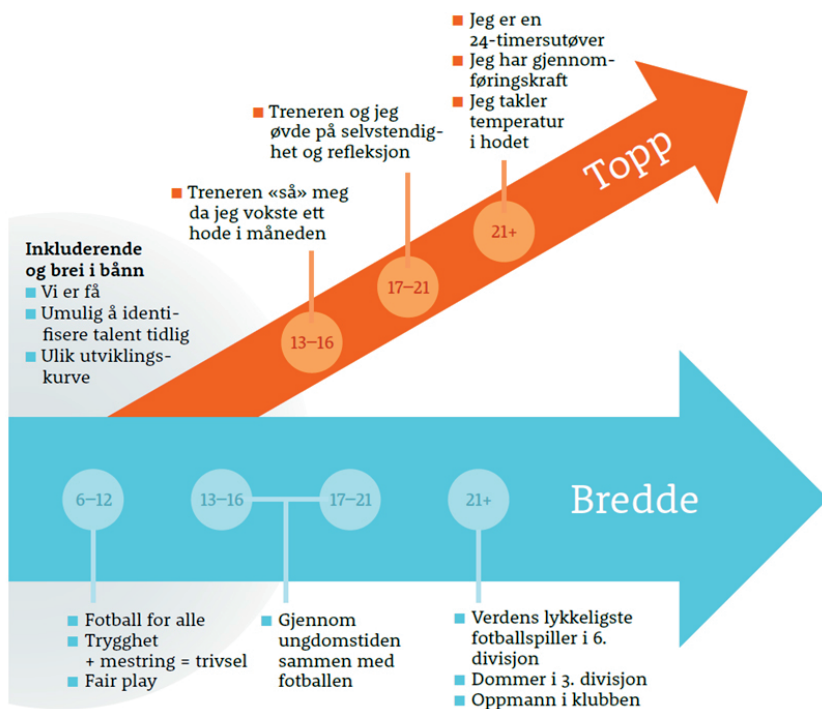 ■ Jeg er en
24-timersutøver
■ Jeg har gjennom-
føringskraft
■ Jeg takler
temperatur
i hodet
■ Treneren og jeg
øvde på selvstendig-
het og refleksjon
■ Treneren «så» meg
da jeg vokste ett
hode i måneden
Topp
21+
17–21
13–16
Inkluderende
og brei i bånn
■ Vi er få
■ Umulig å identi-
fisere talent tidlig
■ Ulik utviklings-
kurve
6–12
13–16
17–21
21+
Bredde
■ Fotball for alle
■ Trygghet
+ mestring = trivsel
■ Fair play
■ Gjennom
ungdomstiden
sammen med
fotballen
■ Verdens lykkeligste
fotballspiller i 6.
divisjon
■ Dommer i 3. divisjon
■ Oppmann i klubben